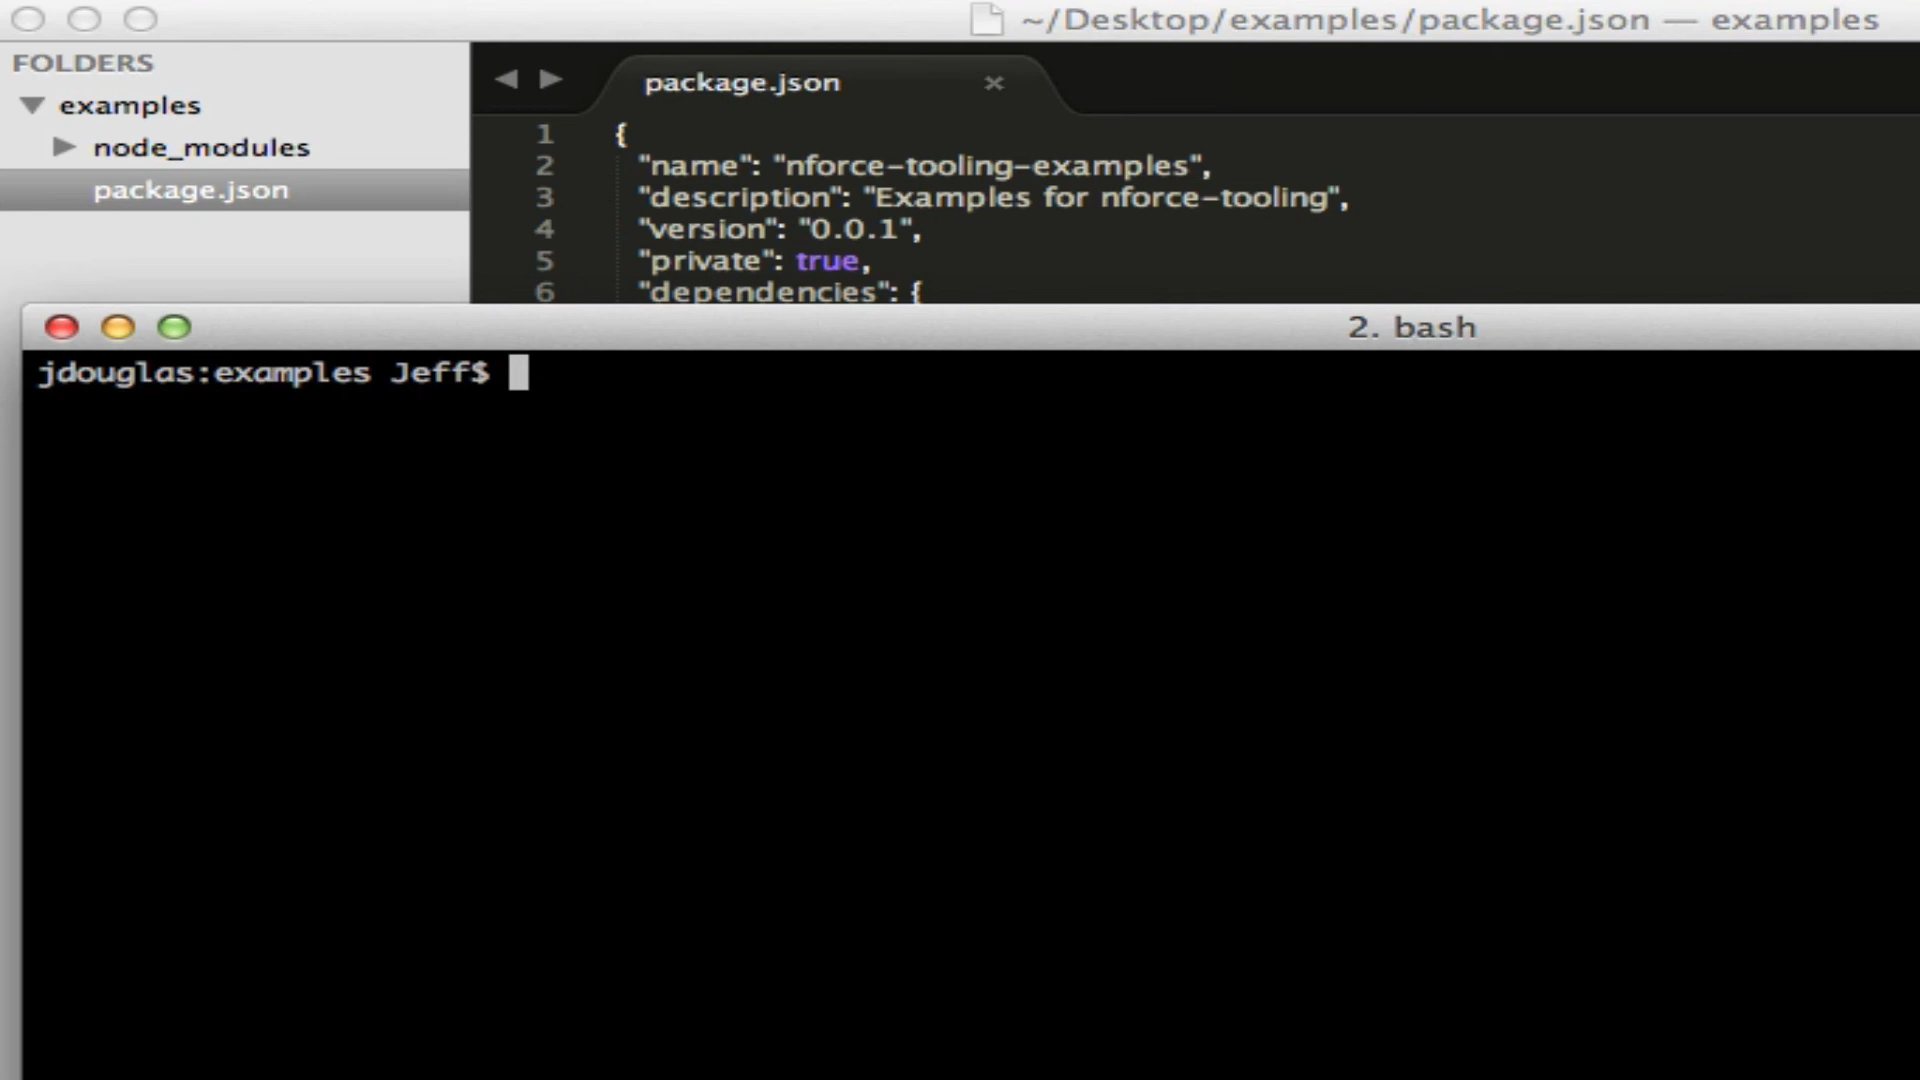 ~/Desktop/examples/package.json — examples
FOLDERS
examples
node_modules
package.json
package.json ×
1 {
2 "name": "nforce-tooling-examples",
3 "description": "Examples for nforce-tooling",
4 "version": "0.0.1",
5 "private": true,
6 "dependencies": {
2. bash
jdouglas:examples Jeff$